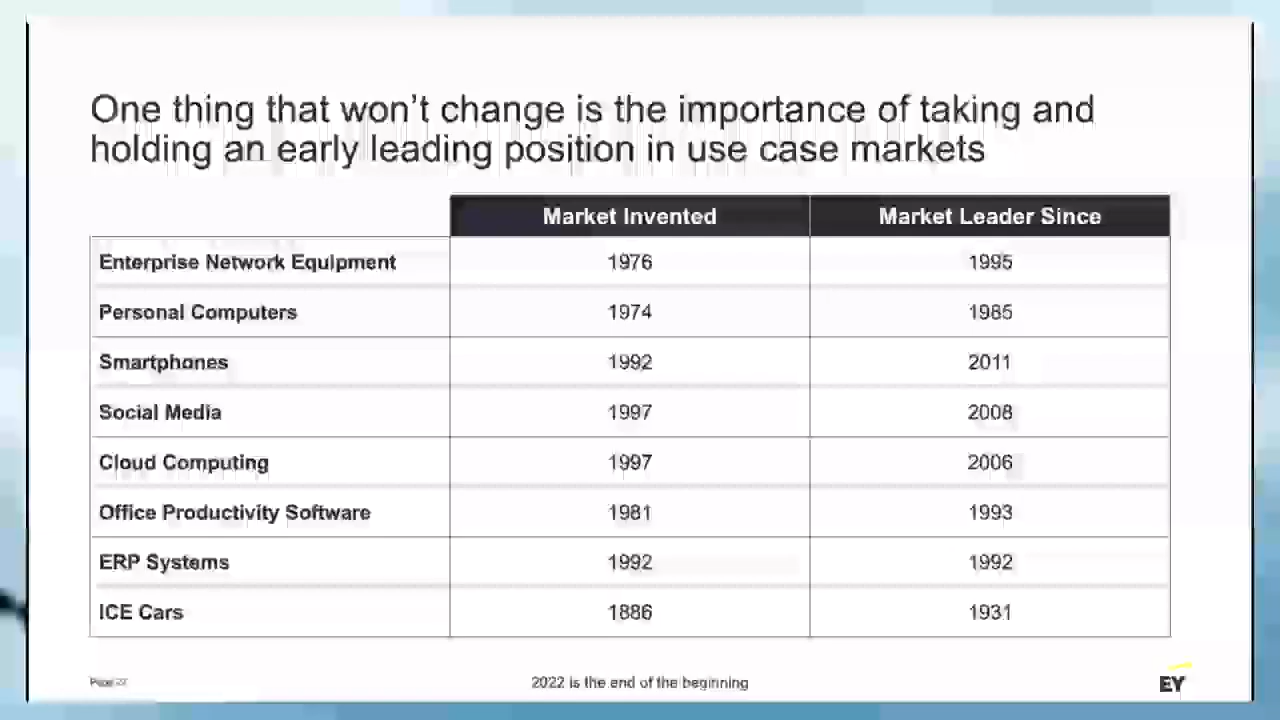 One thing that won't change is the importance of taking and
holding an early leading position in use case markets
Market Invented Market Leader Since
Enterprise Network Equipment 1976 1995
Personal Computers 1974 1985
Smartphones 1992 2011
Social Media 1997 2008
Cloud Computing 1997 2006
Office Productivity Software 1981 1993
ERP Systems 1992 1992
ICE Cars 1886 1931
Page
2022 is the end of the beginning
EY